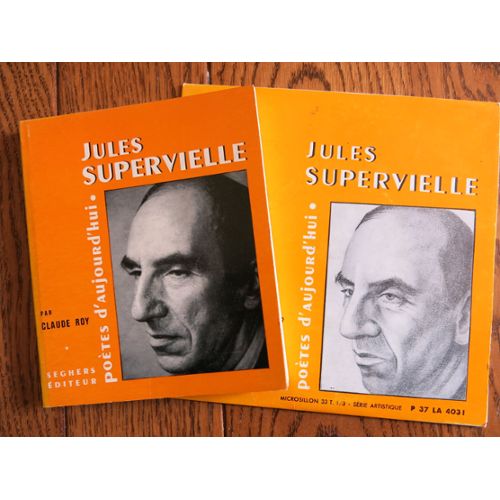 JULES
SUPERVIELLE
POÈTES d'aujourd'hui •
PAR
CLAUDE ROY
SEGHERS
ÉDITEUR
JULES
SUPERVIELLE
POÈTES d'aujourd'hui •
MICROSILLON 33 T. 1/3 - SÉRIE ARTISTIQUE P 37 LA 4031